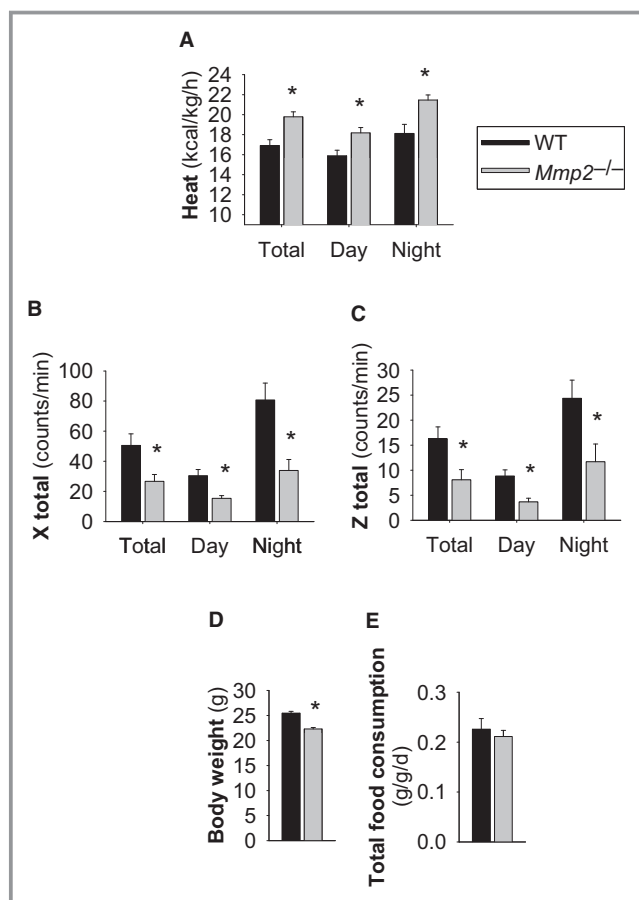 A
Heat (kcal/kg/h)
24
22
20
18
16
14
12
10
* * *
Total Day Night
WT
Mmp2–/–
B
X total (counts/min)
100
80
60
40
20
0
* * *
Total Day Night
C
Z total (counts/min)
30
25
20
15
10
5
0
* * *
Total Day Night
D
Body weight (g)
30
25
20
15
10
5
0
*
E
Total food consumption
(g/g/d)
0.3
0.2
0.1
0.0